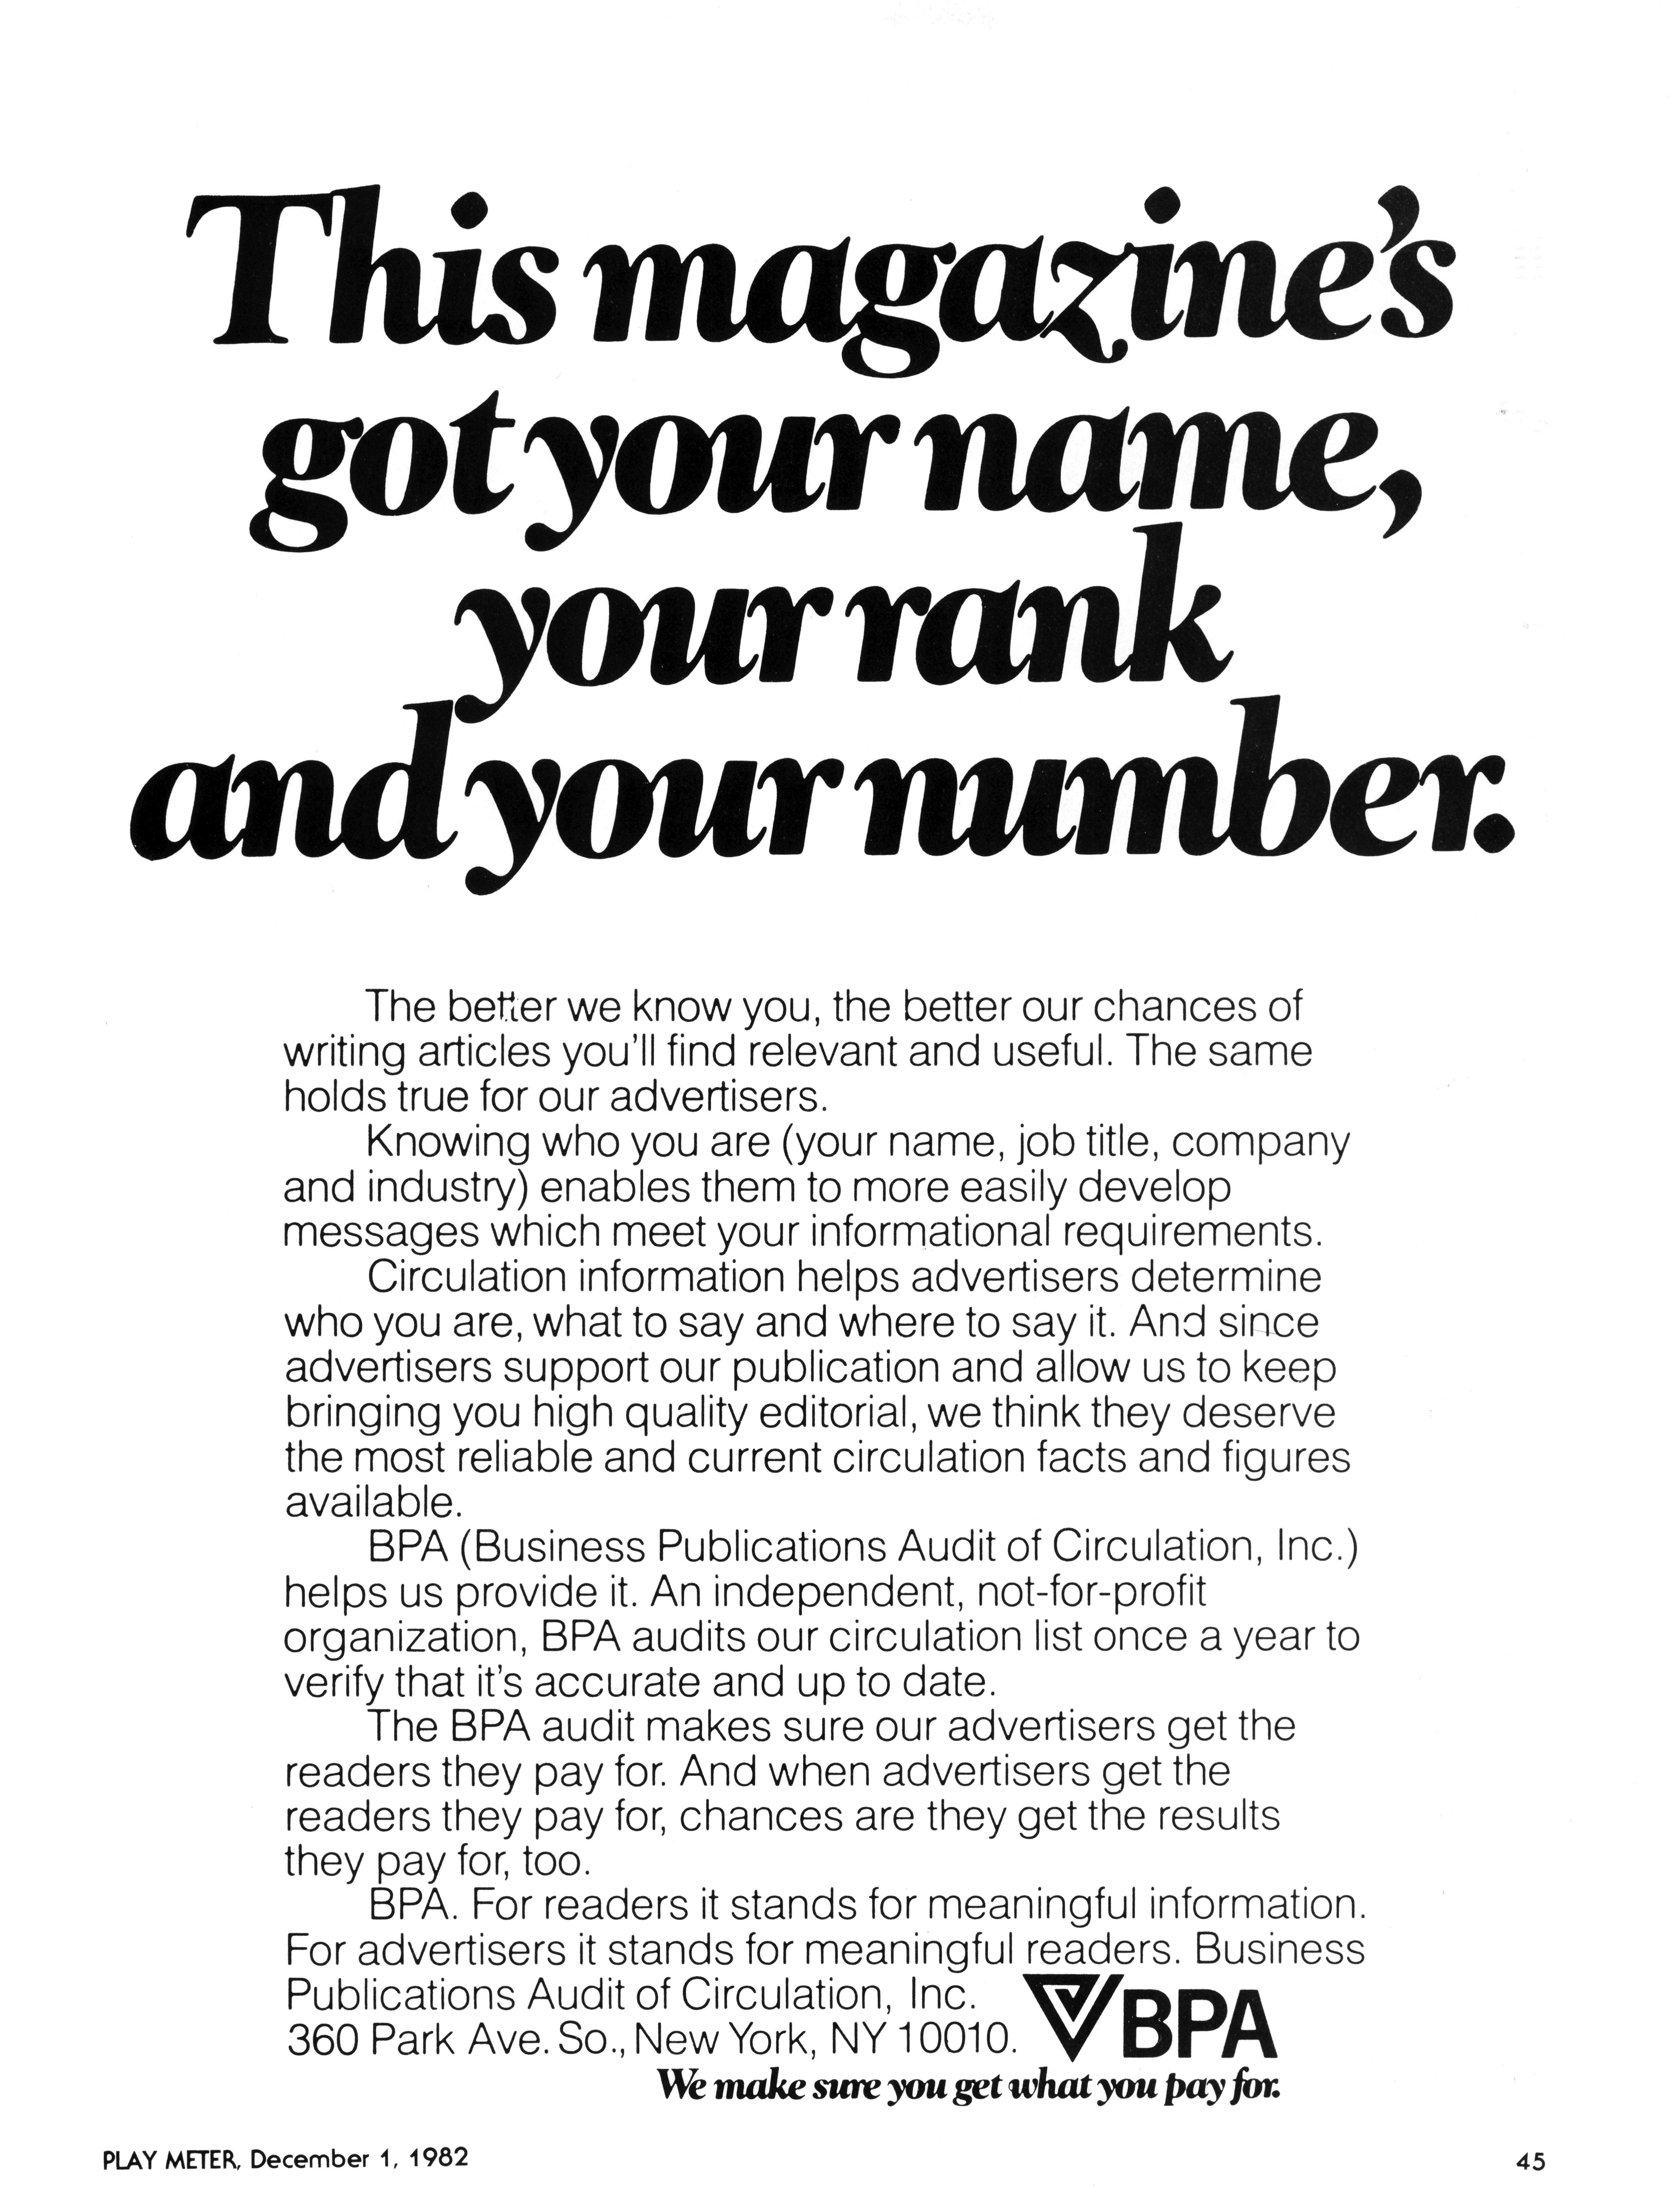 This magazine's
got your name,
your rank
and your number.
The better we know you, the better our chances of
writing articles you'll find relevant and useful. The same
holds true for our advertisers.
Knowing who you are (your name, job title, company
and industry) enables them to more easily develop
messages which meet your informational requirements.
Circulation information helps advertisers determine
who you are, what to say and where to say it. And since
advertisers support our publication and allow us to keep
bringing you high quality editorial, we think they deserve
the most reliable and current circulation facts and figures
available.
BPA (Business Publications Audit of Circulation, Inc.)
helps us provide it. An independent, not-for-profit
organization, BPA audits our circulation list once a year to
verify that it's accurate and up to date.
The BPA audit makes sure our advertisers get the
readers they pay for. And when advertisers get the
readers they pay for, chances are they get the results
they pay for, too.
BPA. For readers it stands for meaningful information.
For advertisers it stands for meaningful readers. Business
Publications Audit of Circulation, Inc.
360 Park Ave. So., New York, NY 10010.
BPA
We make sure you get what you pay for.
PLAY METER, December 1, 1982
45